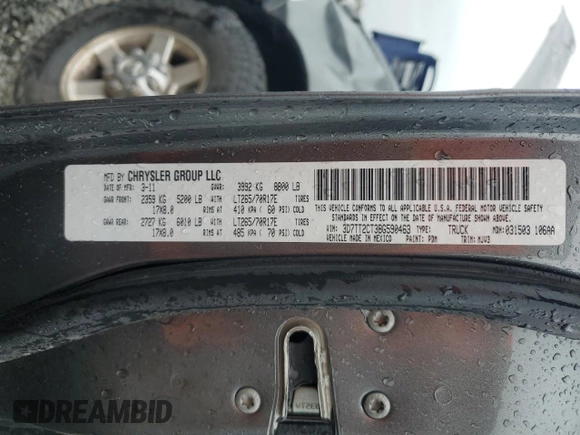 MFD BY CHRYSLER GROUP LLC
DATE OF MFR: 3-11 GVWR: 3992 KG 8800 LB
GAWR FRONT: 2359 KG 5200 LB WITH LT265/70R17E
17X8.0 RIMS AT 410 KPA ( 60 PSI) COLD
GAWR REAR: 2727 KG 6010 LB WITH LT265/70R17E
17X8.0 RIMS AT 485 KPA ( 70 PSI) COLD
THIS VEHICLE CONFORMS TO ALL APPLICABLE U.S.A. FEDERAL MOTOR VEHICLE SAFETY
STANDARDS IN EFFECT ON THE DATE OF MANUFACTURE SHOWN ABOVE.
VIN: 3D7TT2CT3BG590463 TYPE: TRUCK MDH: 031503 106AA
VEHICLE MADE IN MEXICO PAINT: PDM TRIM: MJV3
DREAMBID